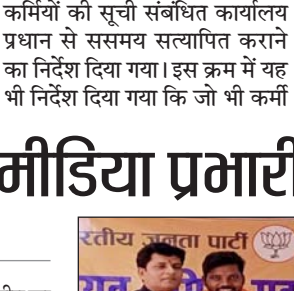 कर्मियों की सूची संबंधित कार्यालय
प्रधान से ससमय सत्यापित कराने
का निर्देश दिया गया। इस क्रम में यह
भी निर्देश दिया गया कि जो भी कर्मी
मीडिया प्रभारी
रतीय जनता पार्टी